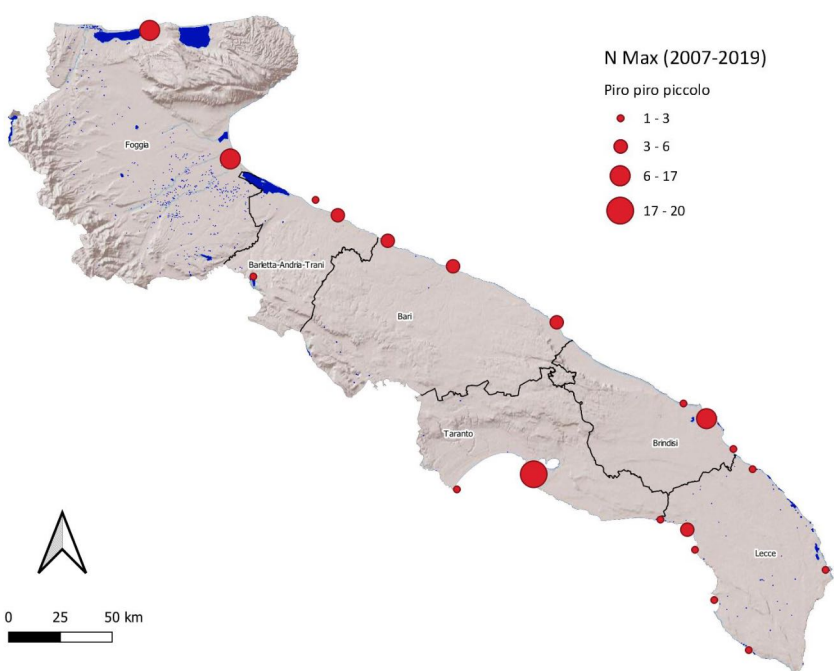 N Max (2007-2019)
Piro piro piccolo
1 - 3
3 - 6
6 - 17
17 - 20
Foggia
Barletta-Andria-Trani
Bari
Taranto
Brindisi
Lecce
0 25 50 km